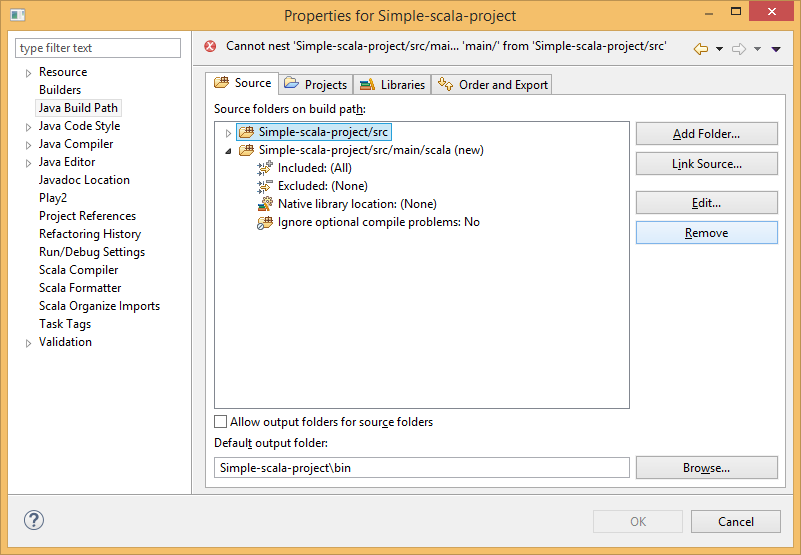 Properties for Simple-scala-project
type filter text
Resource
Builders
Java Build Path
Java Code Style
Java Compiler
Java Editor
Javadoc Location
Play2
Project References
Refactoring History
Run/Debug Settings
Scala Compiler
Scala Formatter
Scala Organize Imports
Task Tags
Validation
Cannot nest 'Simple-scala-project/src/mai... 'main/' from 'Simple-scala-project/src'
Source Projects Libraries Order and Export
Source folders on build path:
Simple-scala-project/src
Simple-scala-project/src/main/scala (new)
Included: (All)
Excluded: (None)
Native library location: (None)
Ignore optional compile problems: No
Add Folder...
Link Source...
Edit...
Remove
Allow output folders for source folders
Default output folder:
Simple-scala-project\bin
Browse...
?
OK
Cancel